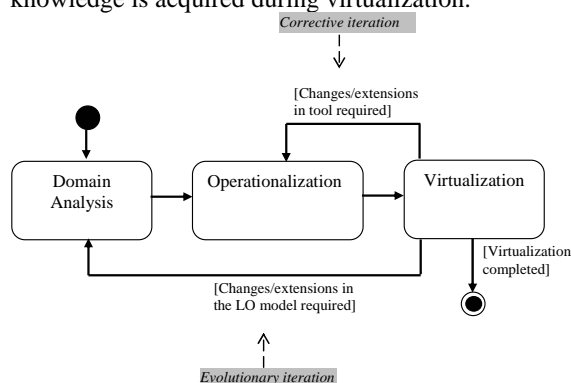 knowledge is acquired during virtualization.
Corrective iteration
[Changes/extensions
in tool required]
Domain
Analysis
Operationalization
Virtualization
[Virtualization
completed]
[Changes/extensions in
the LO model required]
Evolutionary iteration